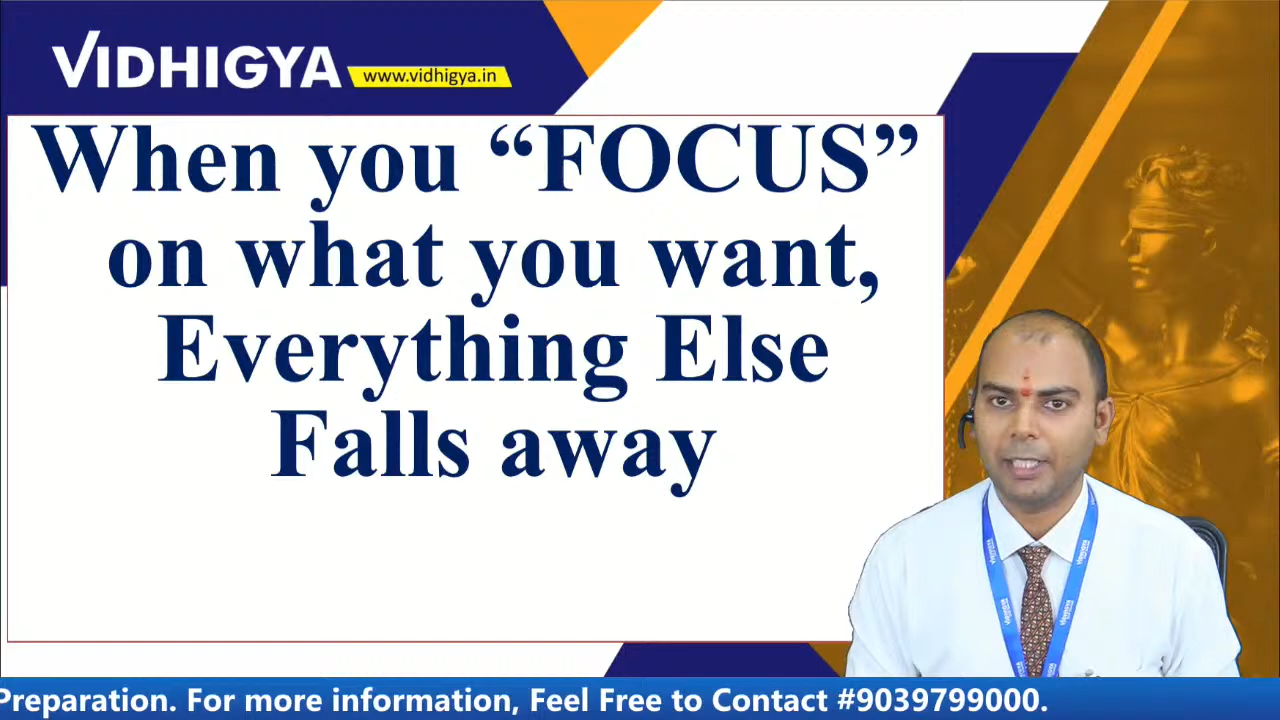 VIDHIGYA
www.vidhigya.in
When you “FOCUS”
on what you want,
Everything Else
Falls away
Preparation. For more information, Feel Free to Contact #9039799000.